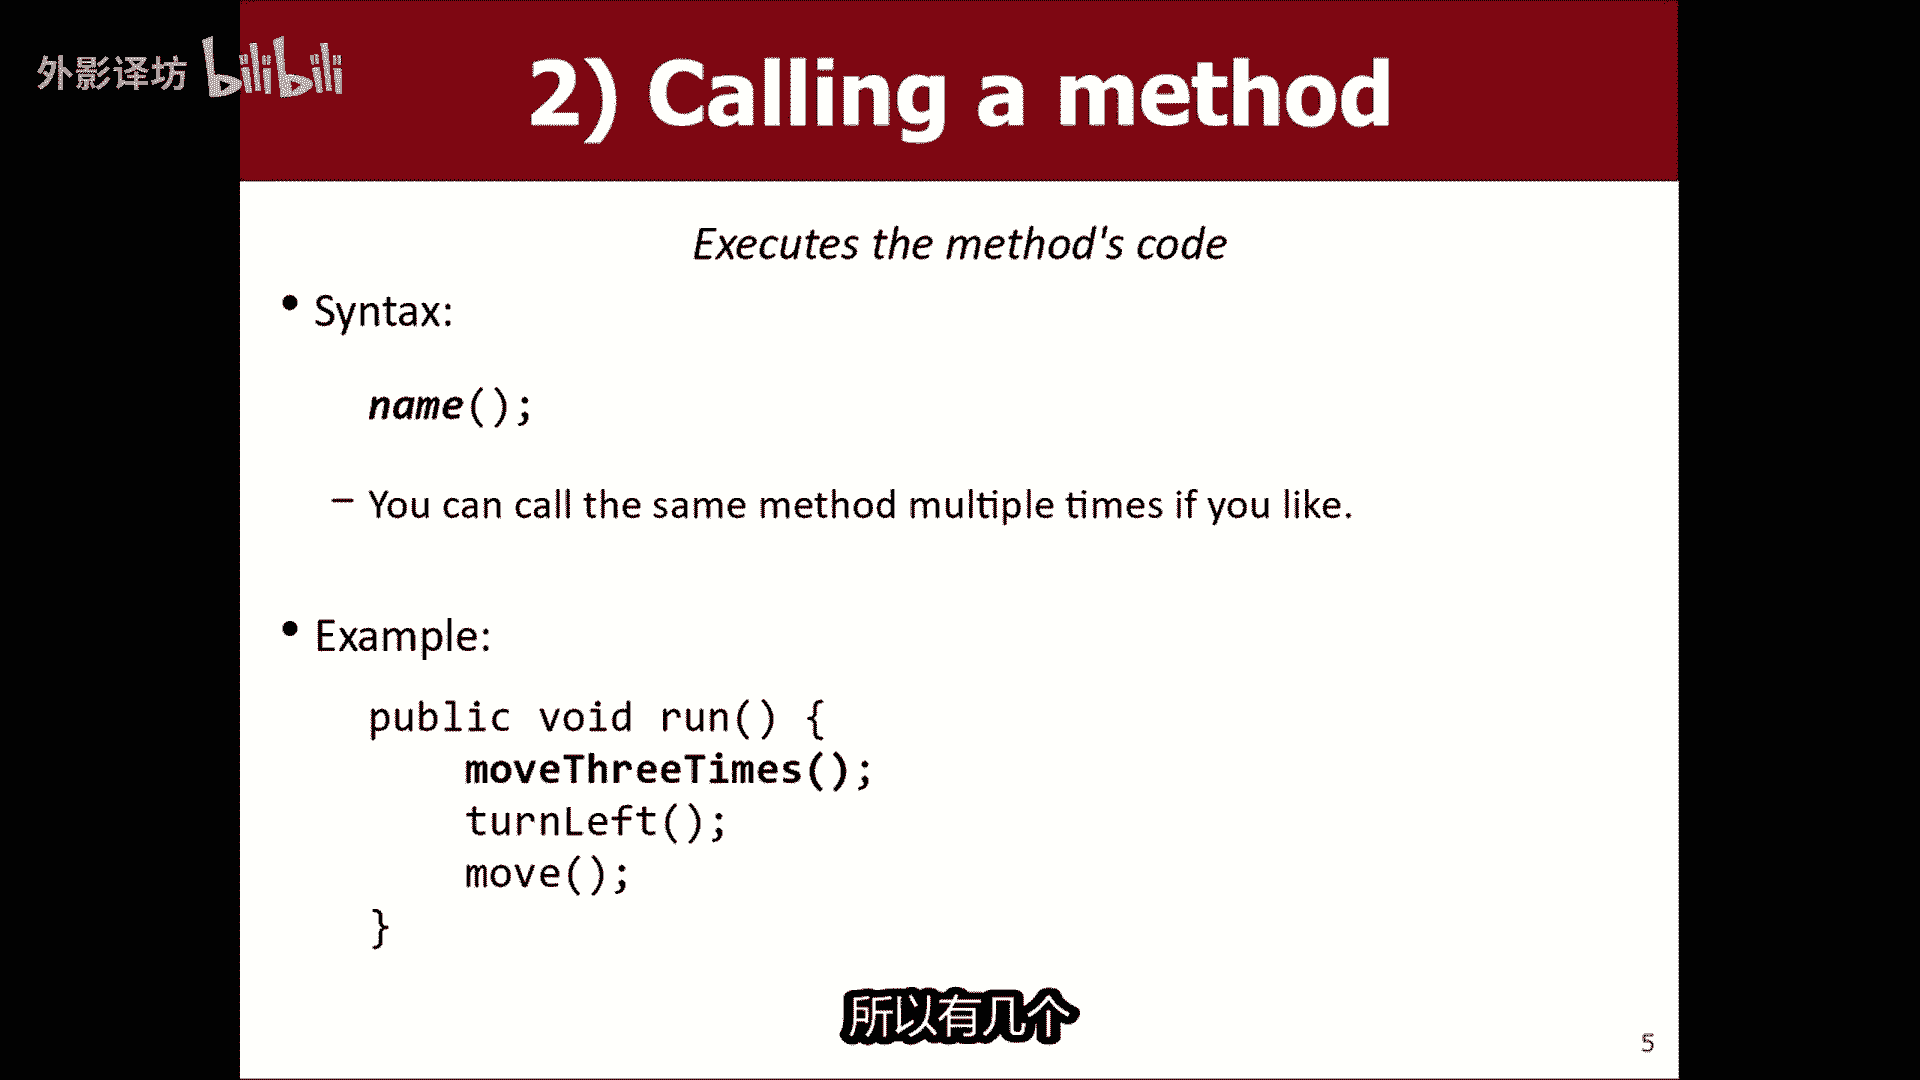 外影译坊 bilibili
2) Calling a method
Executes the method's code
• Syntax:
name();
– You can call the same method multiple times if you like.
• Example:
public void run() {
    moveThreeTimes();
    turnLeft();
    move();
}
所以有几个
5